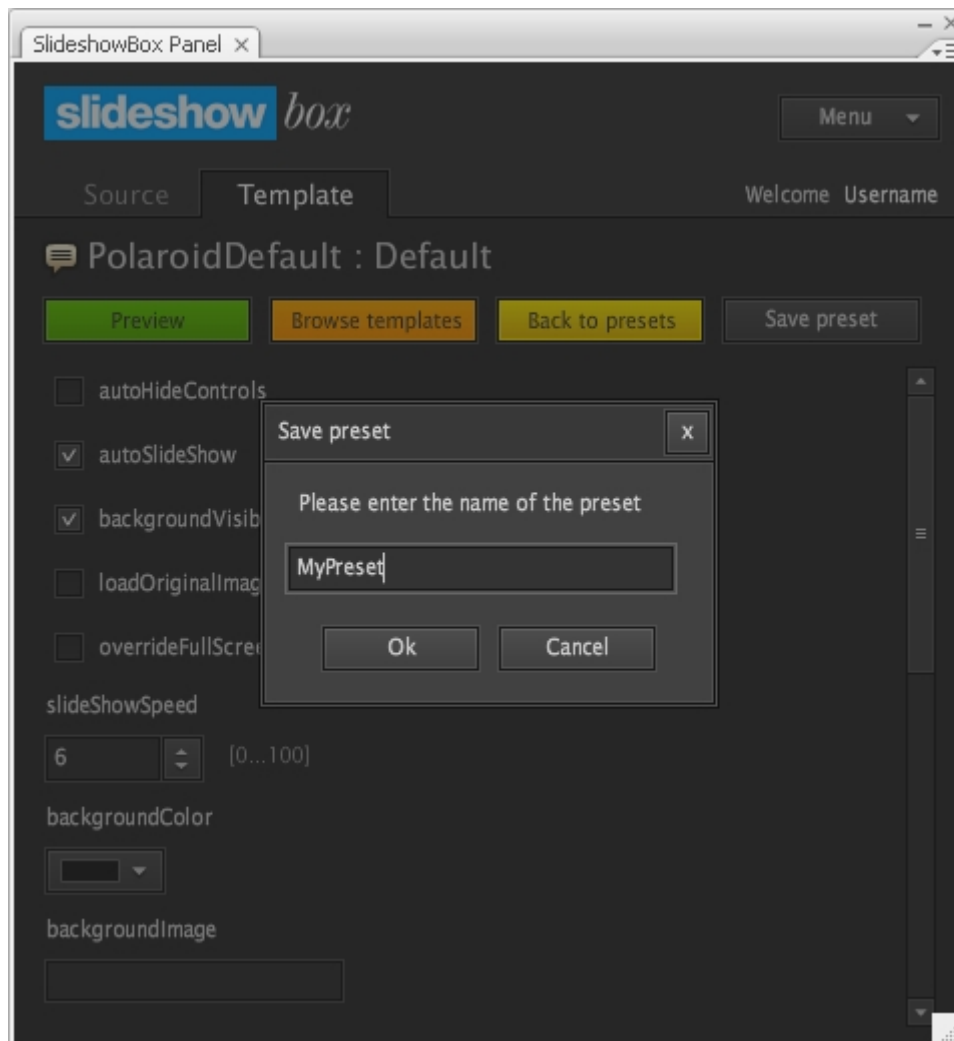 SlideshowBox Panel
slideshow box
Menu
Source Template Welcome Username
PolaroidDefault : Default
Preview Browse templates Back to presets Save preset
autoHideControls
Save preset x
autoSlideShow
Please enter the name of the preset
backgroundVisib
MyPreset
loadOriginalImag
overrideFullScree
Ok Cancel
slideShowSpeed
6 [0...100]
backgroundColor
backgroundImage